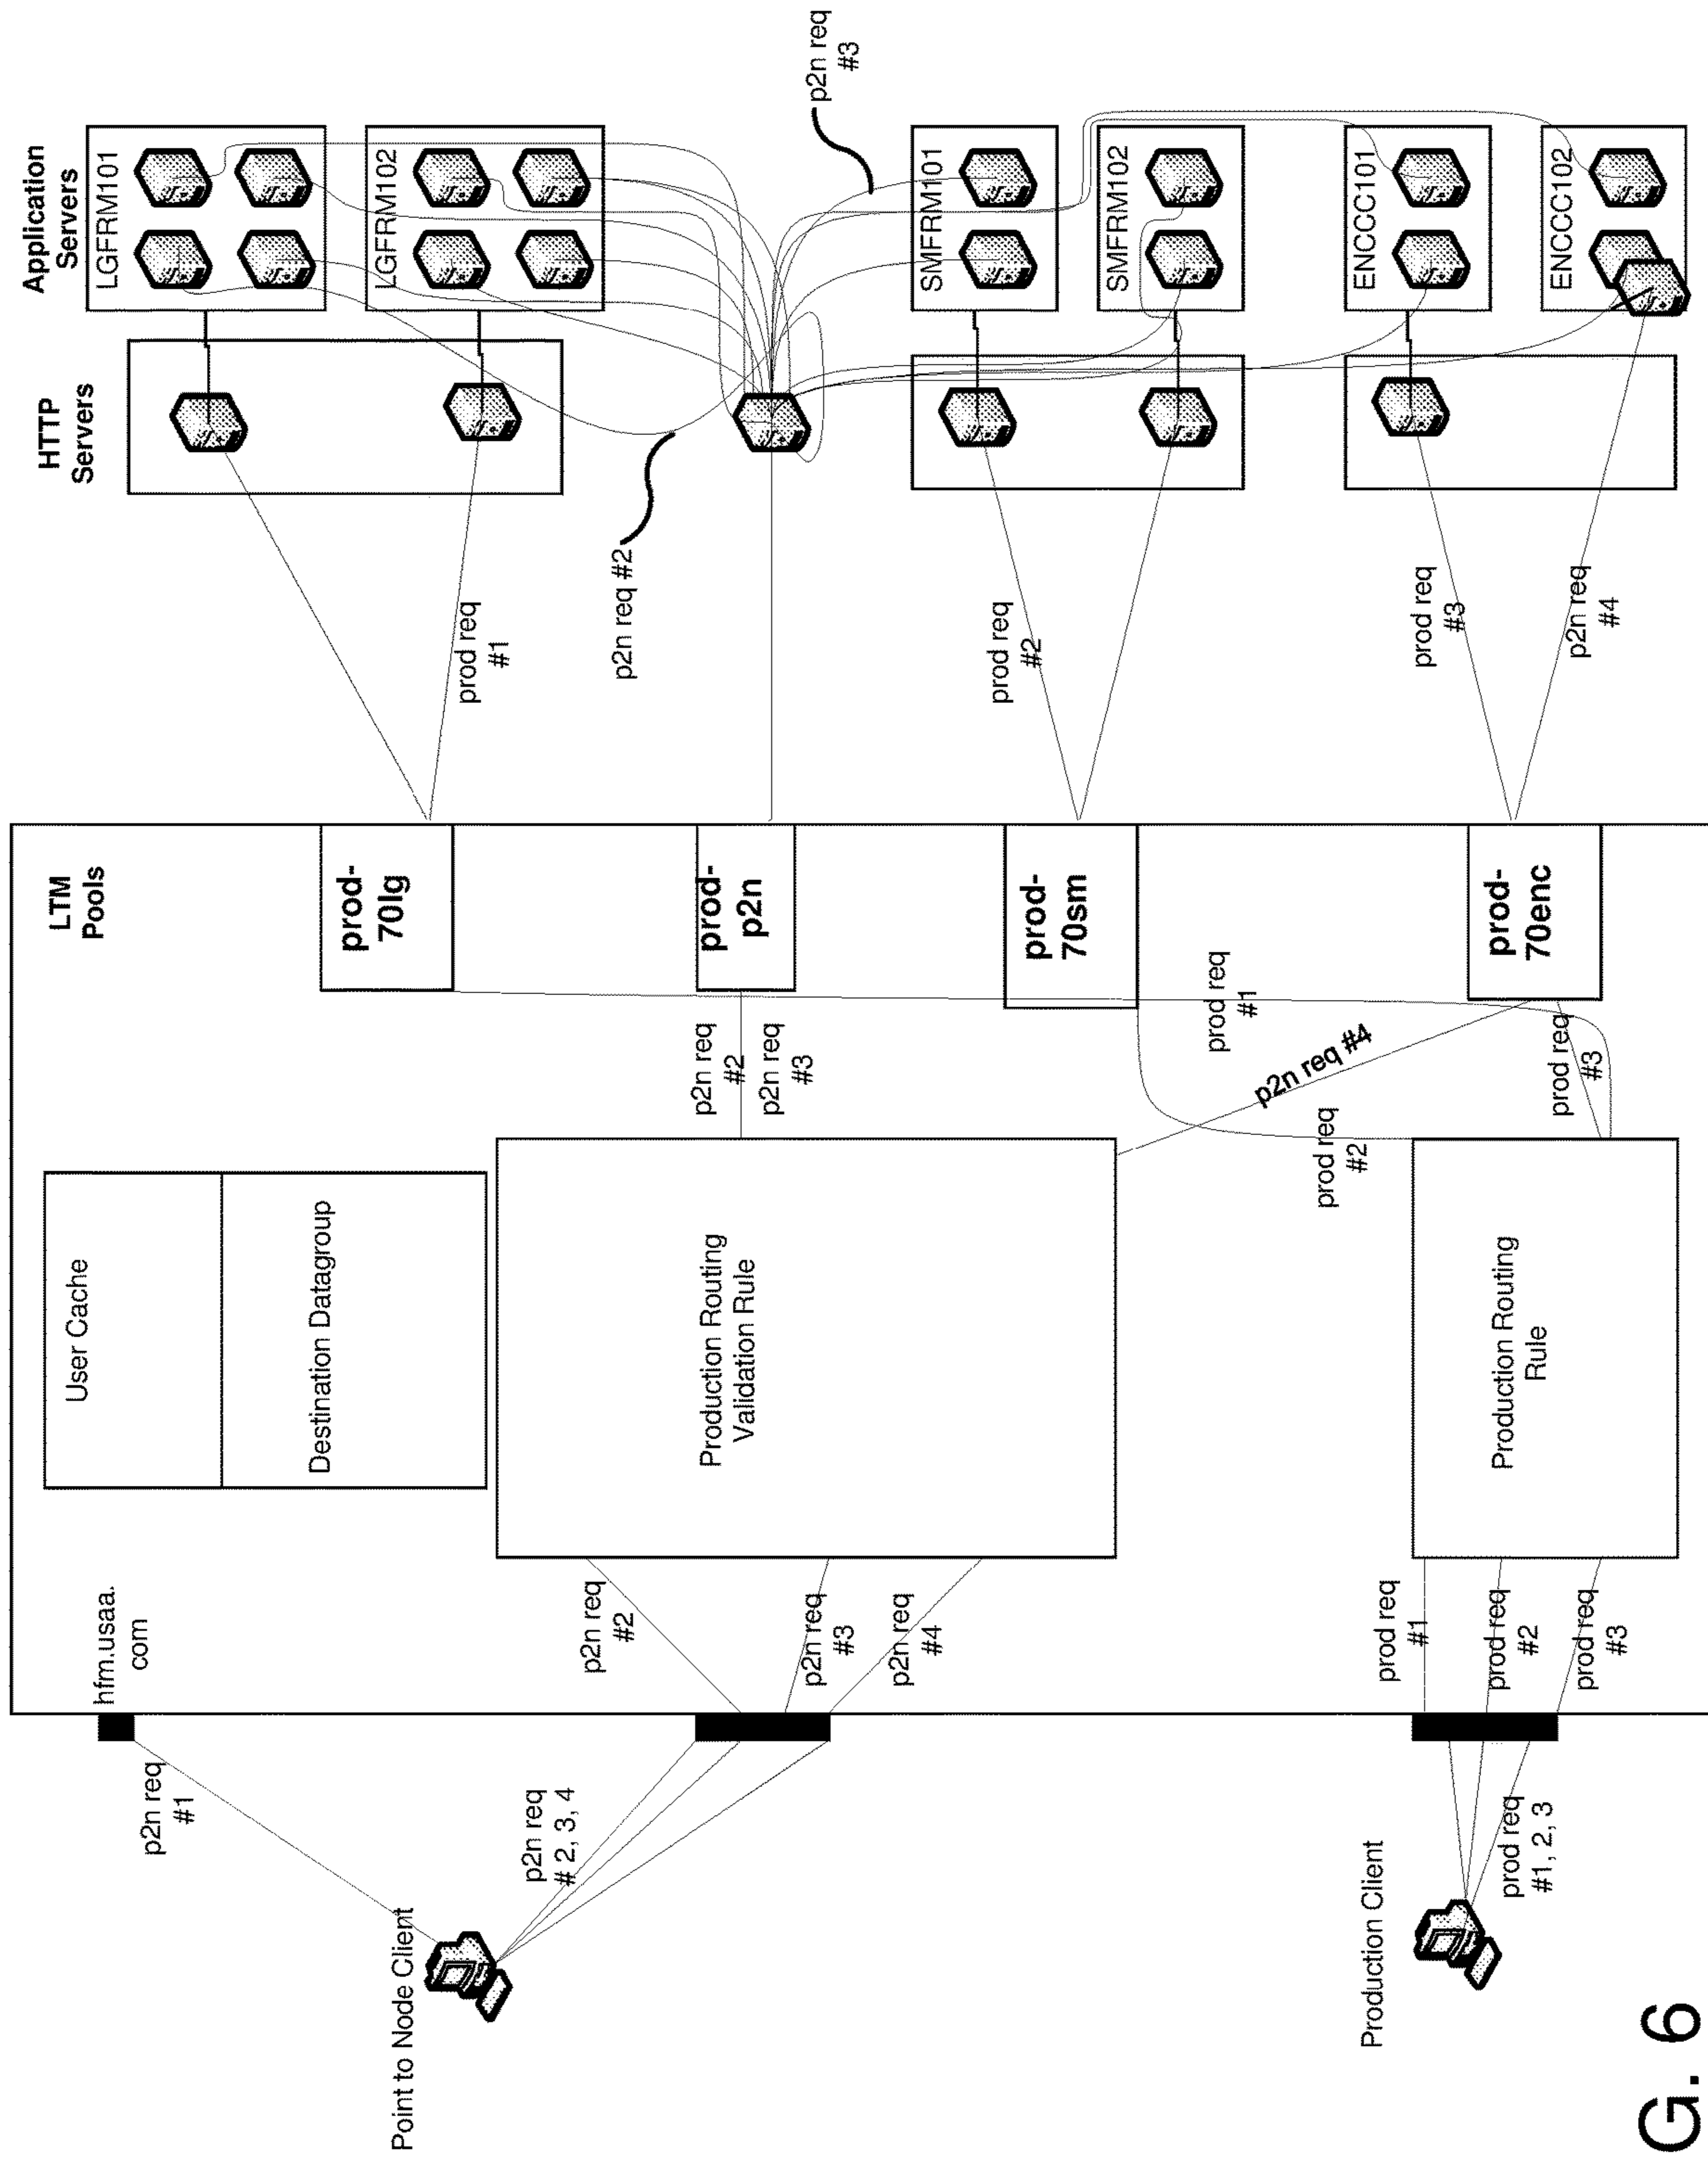 Point to Node Client
p2n req
#1
p2n req
# 2, 3, 4
Production Client
prod req
#1, 2, 3
hfm.usaa.
com
p2n req
#2
p2n req
#3
p2n req
#4
prod req
#1
prod req
#2
prod req
#3
User Cache
Destination Datagroup
Production Routing
Validation Rule
Production Routing
Rule
p2n req
#2
p2n req
#3
p2n req #4
prod req
#1
prod req
#2
prod req
#3
LTM
Pools
prod-
70lg
prod-
p2n
prod-
70sm
prod-
70enc
prod req
#1
p2n req #2
prod req
#2
prod req
#3
p2n req
#4
HTTP
Servers
Application
Servers
LGFRM101
LGFRM102
p2n req
#3
SMFRM101
SMFRM102
ENCCC101
ENCCC102
G. 6